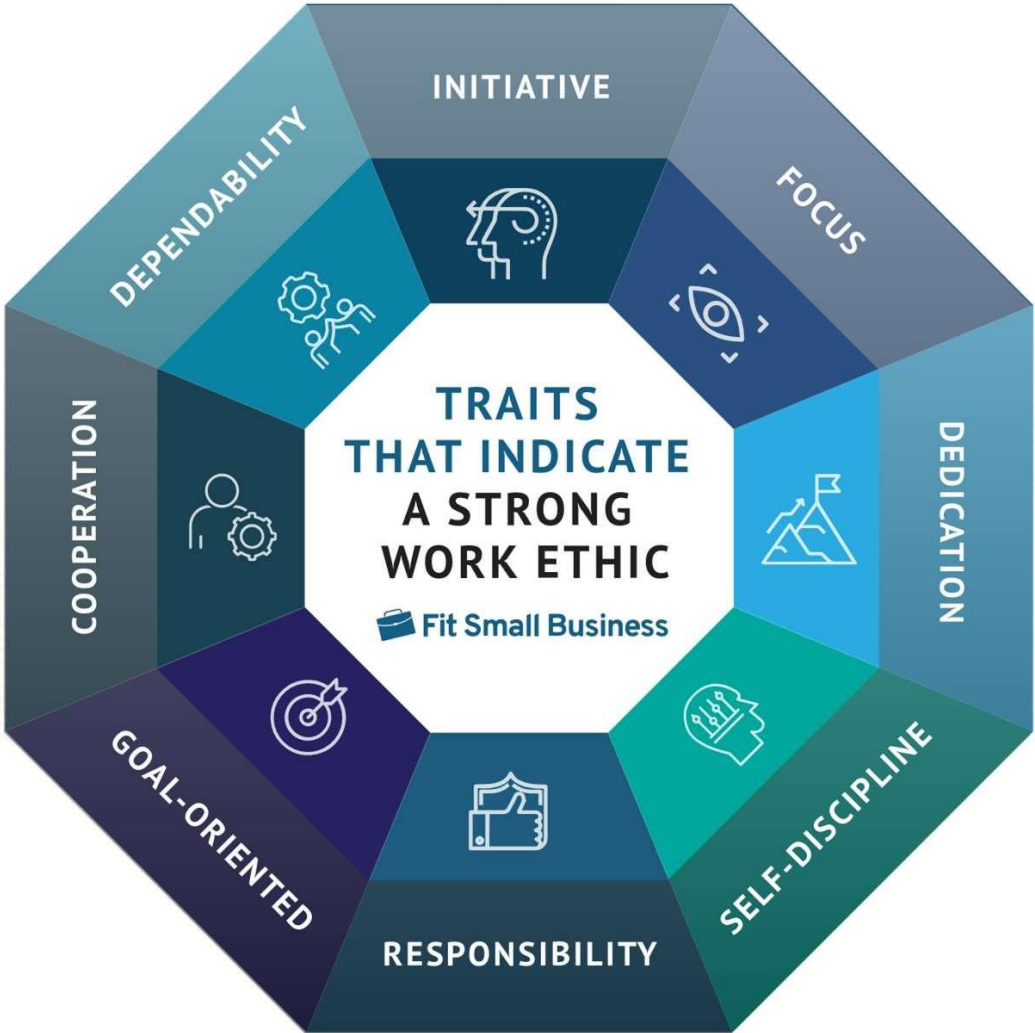 INITIATIVE
FOCUS
DEDICATION
SELF-DISCIPLINE
RESPONSIBILITY
GOAL-ORIENTED
COOPERATION
DEPENDABILITY
TRAITS
THAT INDICATE
A STRONG
WORK ETHIC
Fit Small Business